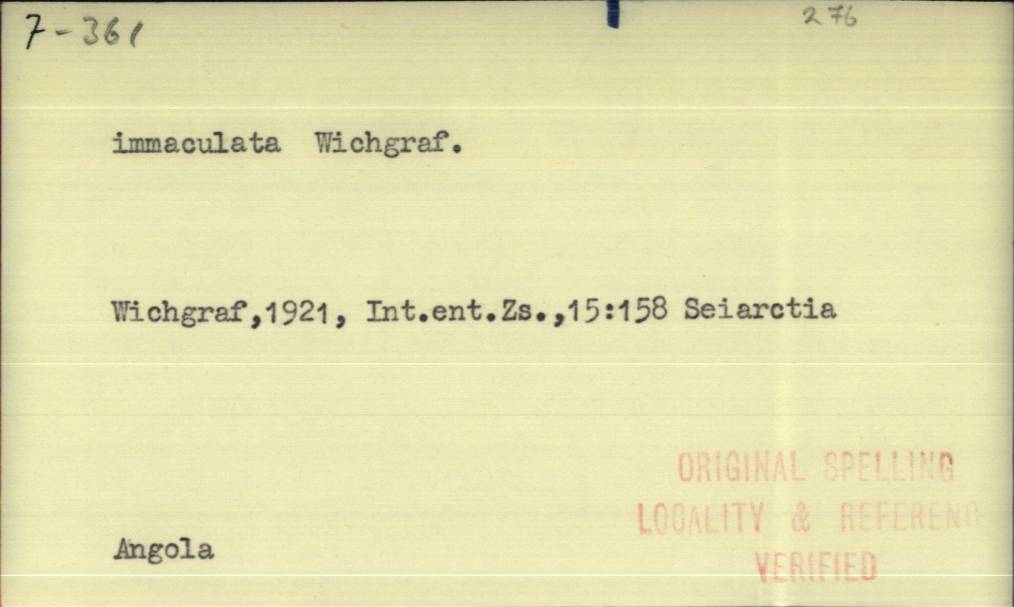 7-361
276
immaculata Wichgraf.
Wichgraf,1921, Int.ent.Zs.,15:158 Seiarctia
ORIGINAL SPELLING
LOCALITY & REFERENC
VERIFIED
Angola